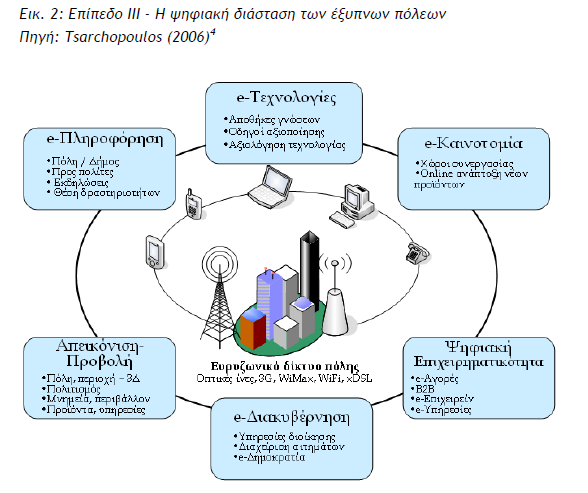 Εικ. 2: Επίπεδο ΙΙΙ - Η ψηφιακή διάσταση των έξυπνων πόλεων
Πηγή: Tsarchopoulos (2006)4
e-Τεχνολογίες
•Αποθήκες γνώσεων
•Οδηγοί αξιοποίησης
•Αξιολόγηση τεχνολογίας
e-Πληροφόρηση
•Πόλη / Δήμος
•Προς πολίτες
•Εκδηλώσεις
•Θέση δραστηριοτήτων
e-Καινοτομία
•Χώροι συνεργασίας
•Online ανάπτυξη νέων
προϊόντων
Απεικόνιση-
Προβολή
•Πόλη, περιοχή – 3Δ
•Πολιτισμός
•Μνημεία, περιβάλλον
•Προϊόντα, υπηρεσίες
Ευρυζωνικό δίκτυο πόλης
Οπτικές ίνες, 3G, WiMax, WiFi, xDSL
Ψηφιακή
Επιχειρηματικότητα
•e-Αγορές
•B2B
•e-Επιχειρείν
•e-Υπηρεσίες
e-Διακυβέρνηση
•Υπηρεσίες διοίκησης
•Διαχείριση αιτημάτων
•e-Δημοκρατία